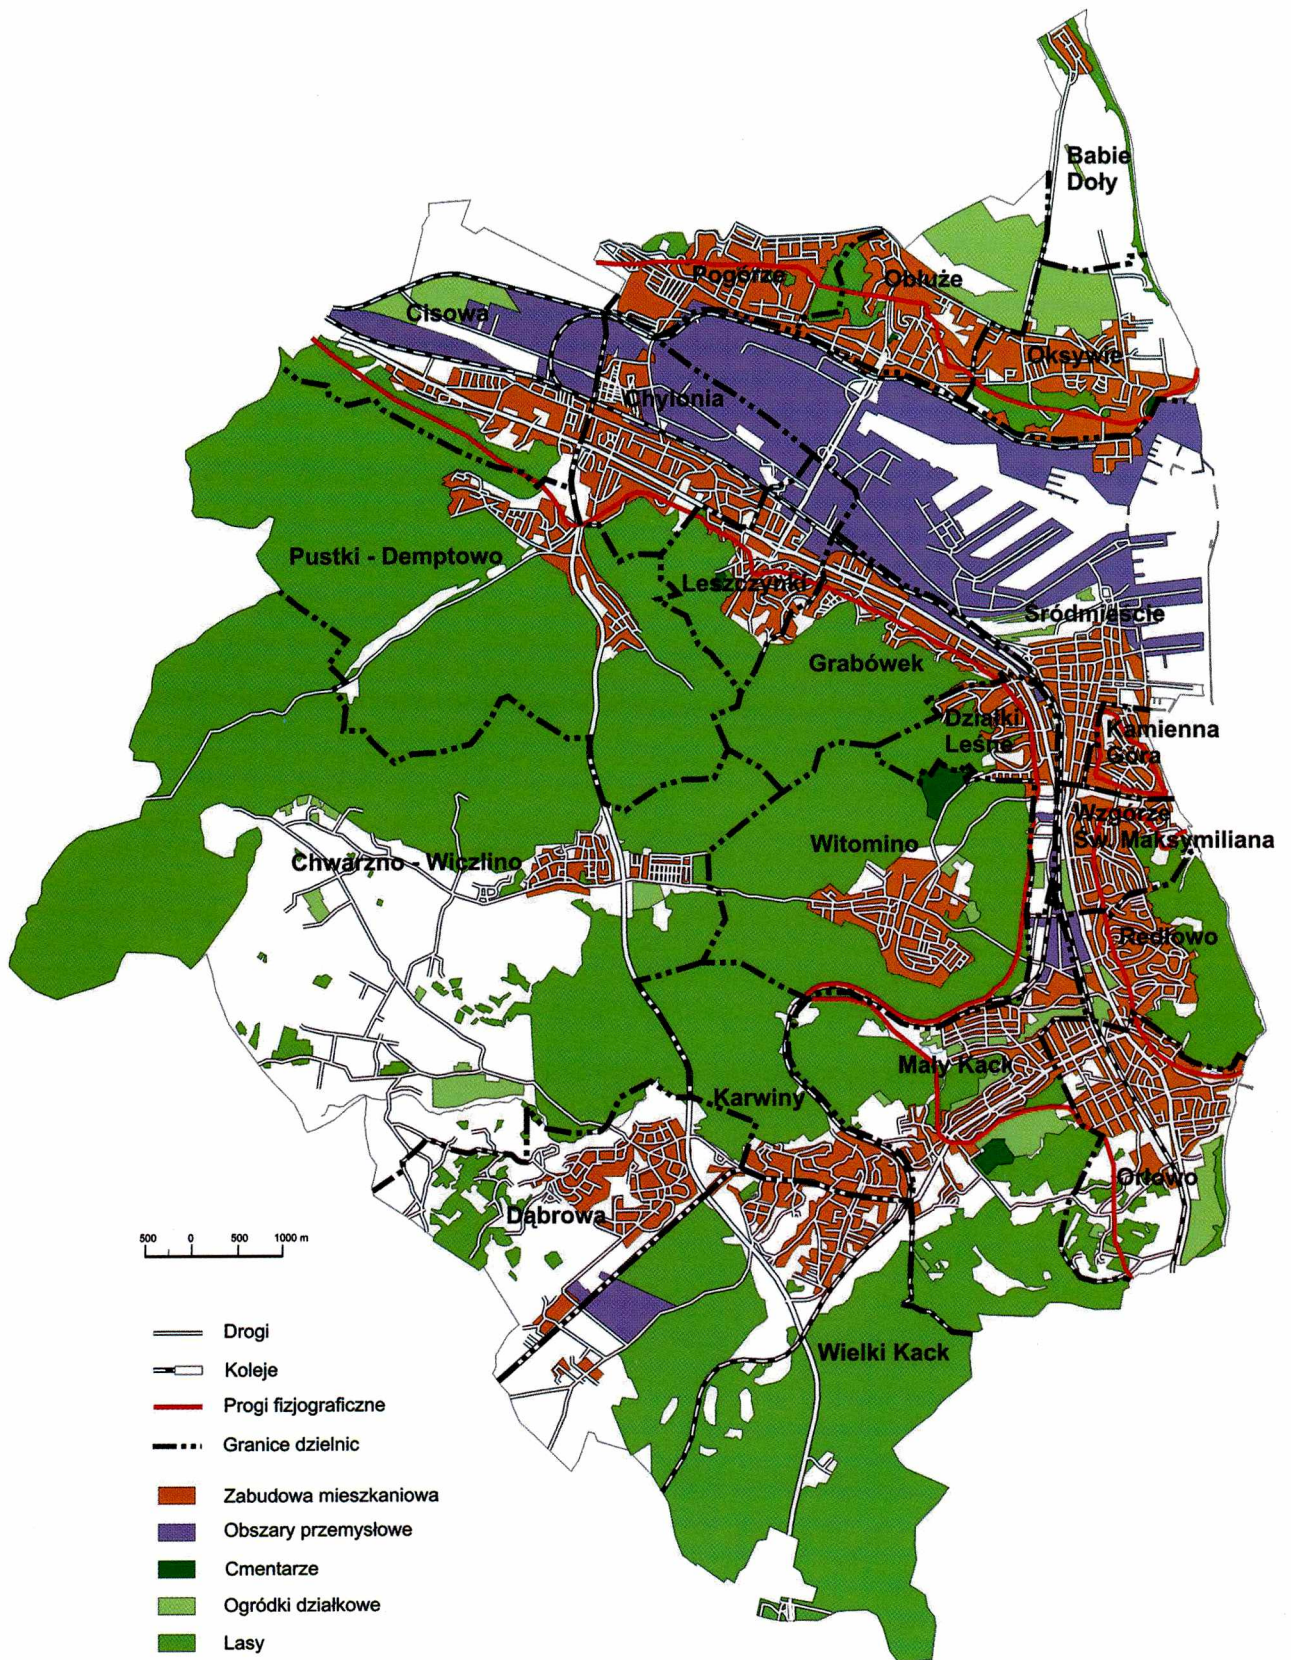 Babie
Doły
Pogórze
Obłuże
Cisowa
Oksywie
Chylonia
Pustki - Demptowo
Leszczynki
Śródmieście
Grabówek
Działki
Leśne
Kamienna
Góra
Wzgórze
Św. Maksymiliana
Witomino
Chwarzno - Wiczlino
Redłowo
Mały Kack
Karwiny
Orłowo
Dąbrowa
500 0 500 1000 m
Wielki Kack
Drogi
Koleje
Progi fizjograficzne
Granice dzielnic
Zabudowa mieszkaniowa
Obszary przemysłowe
Cmentarze
Ogródki działkowe
Lasy